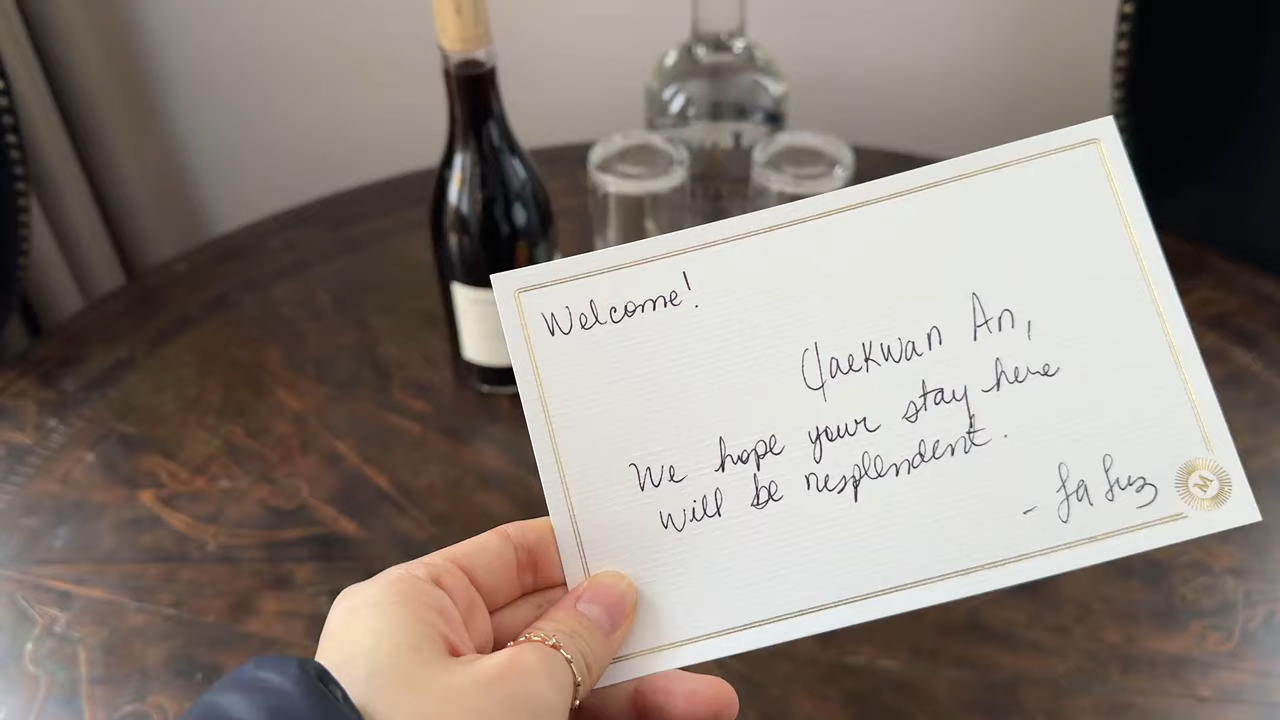 Welcome!
Jaekwan An,
We hope your stay here
will be resplendent.
- La Luz
M